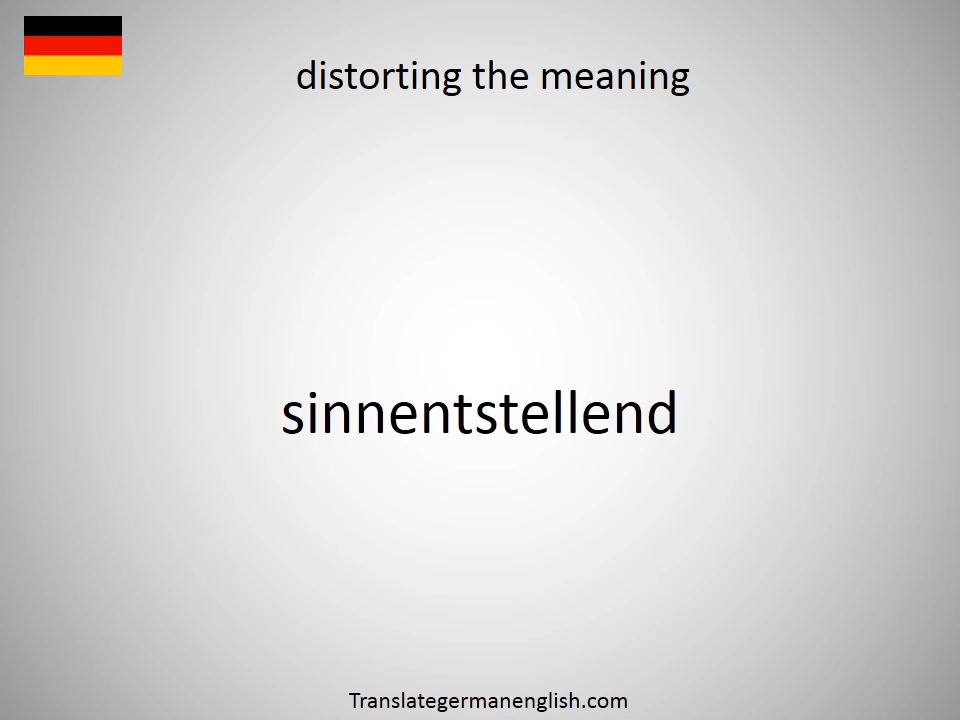 distorting the meaning
sinnentstellend
Translategermanenglish.com